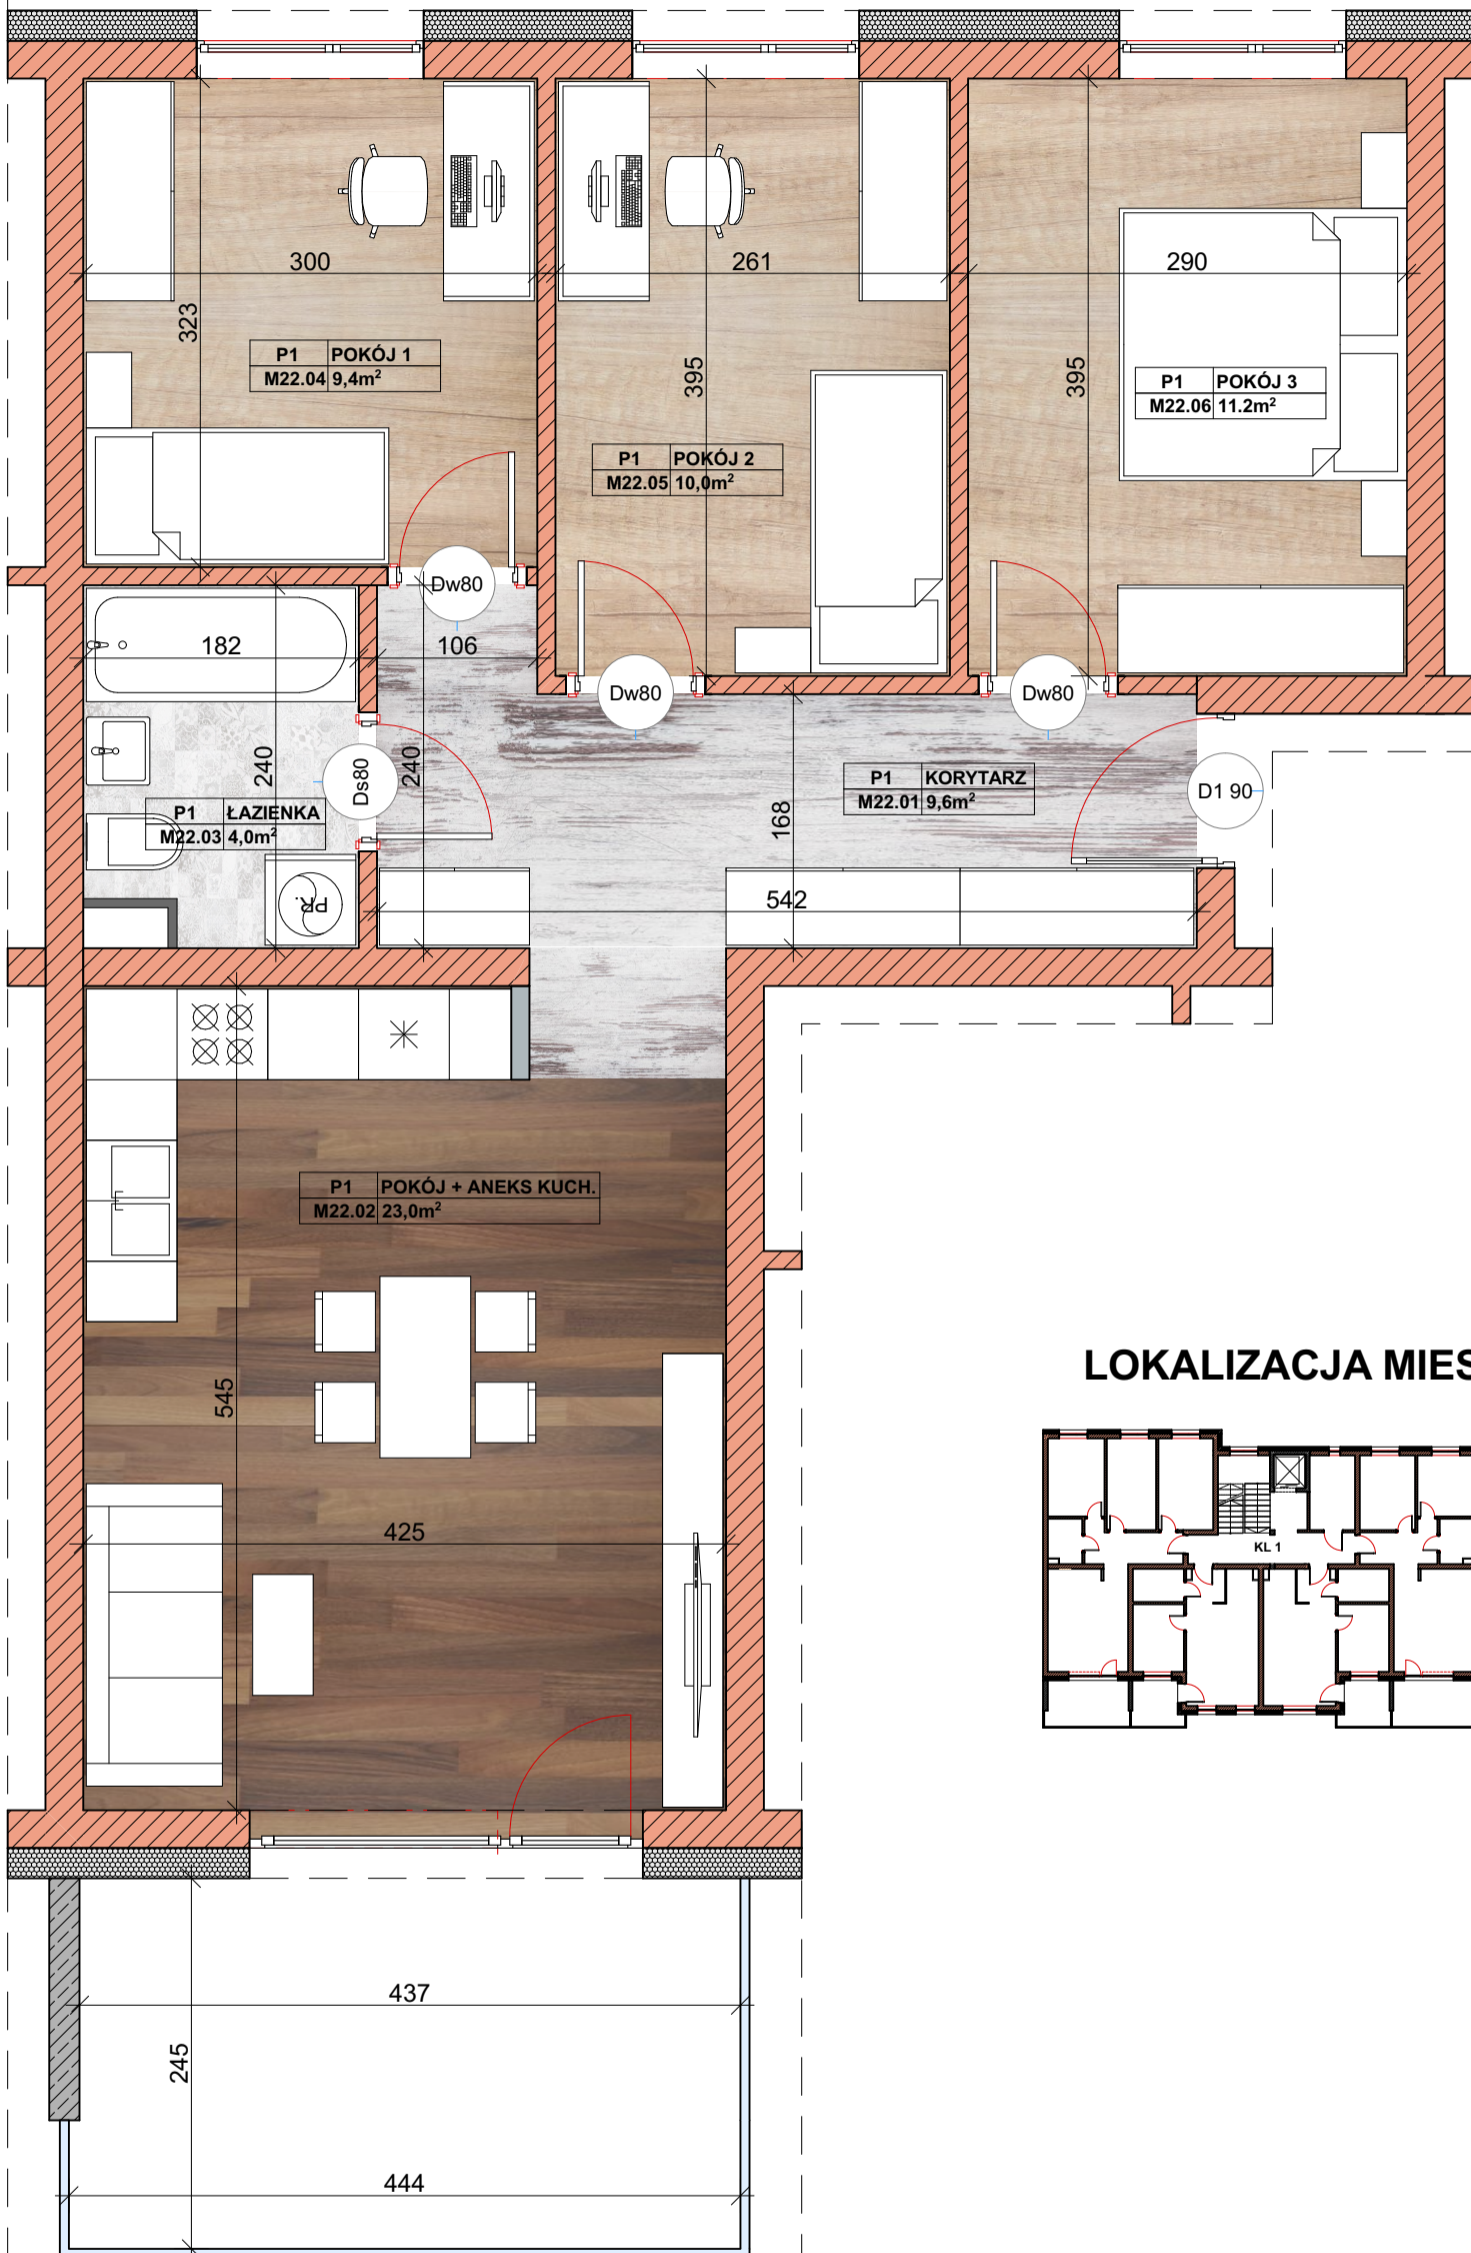 300
261
290
323
395
395
P1 POKÓJ 1
M22.04 9,4m²
P1 POKÓJ 3
M22.06 11.2m²
P1 POKÓJ 2
M22.05 10,0m²
Dw80
182
106
Dw80
Dw80
240
Ds80
240
P1 KORYTARZ
M22.01 9,6m²
D1 90
168
P1 ŁAZIENKA
M22.03 4,0m²
PR.
542
P1 POKÓJ + ANEKS KUCH.
M22.02 23,0m²
545
LOKALIZACJA MIES
425
KL 1
437
245
444